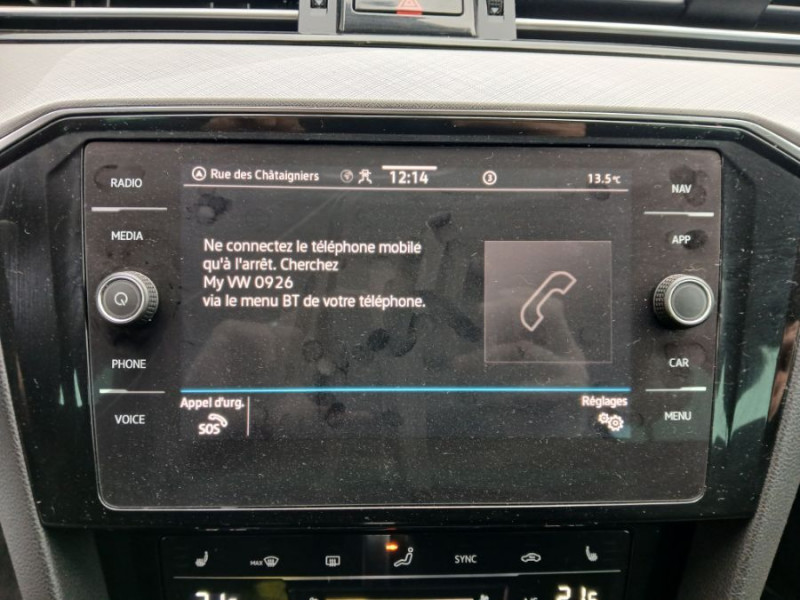 Rue des Châtaigniers 12:14 3 13.5°C
RADIO
NAV
MEDIA
APP
Ne connectez le téléphone mobile
qu'à l'arrêt. Cherchez
My VW 0926
via le menu BT de votre téléphone.
PHONE
CAR
VOICE
MENU
Appel d'urg.
SOS
Réglages
MAX
SYNC